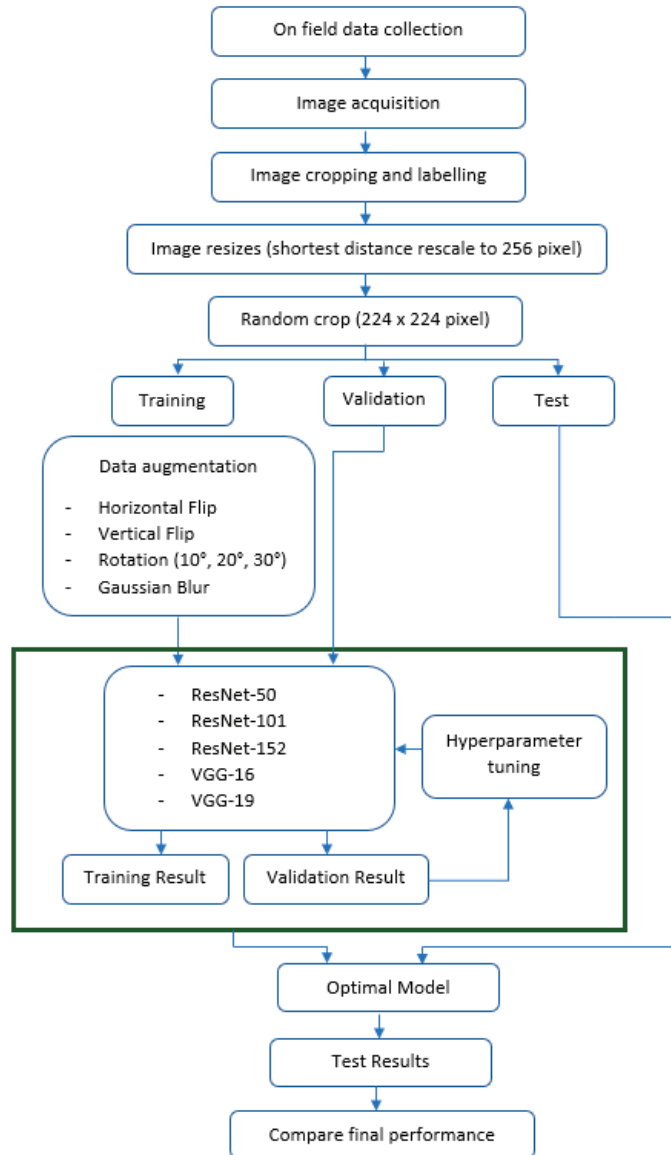 On field data collection
Image acquisition
Image cropping and labelling
Image resizes (shortest distance rescale to 256 pixel)
Random crop (224 x 224 pixel)
Training
Validation
Test
Data augmentation
- Horizontal Flip
- Vertical Flip
- Rotation (10°, 20°, 30°)
- Gaussian Blur
- ResNet-50
- ResNet-101
- ResNet-152
- VGG-16
- VGG-19
Hyperparameter
tuning
Training Result
Validation Result
Optimal Model
Test Results
Compare final performance